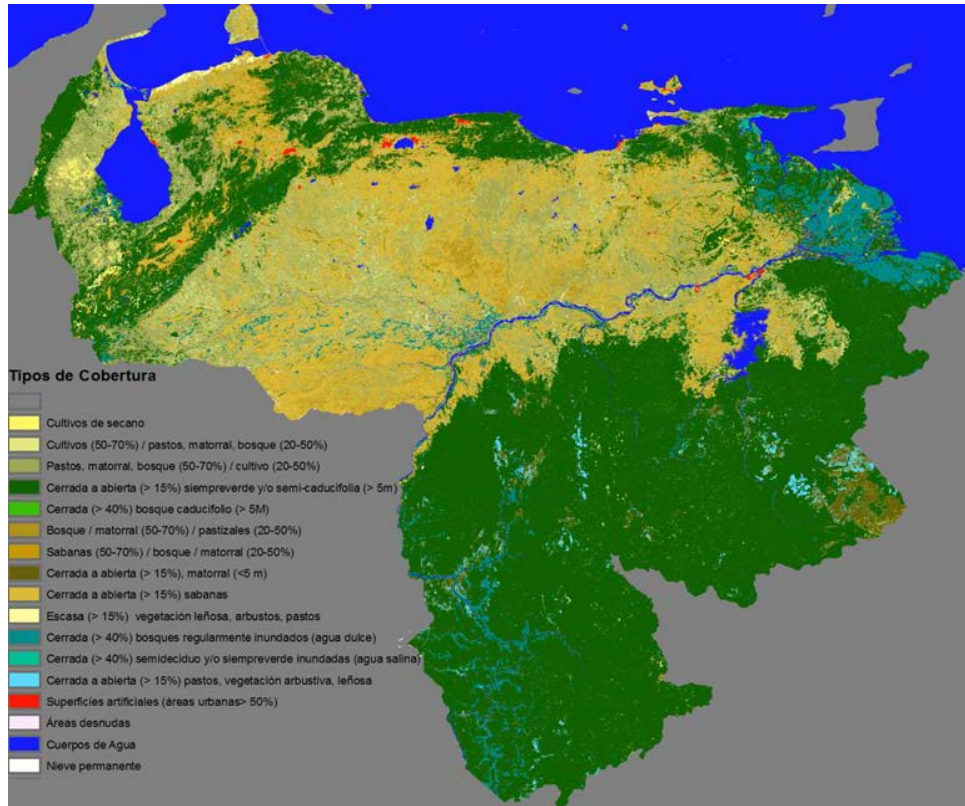 Tipos de Cobertura
Cultivos de secano
Cultivos (50-70%) / pastos, matorral, bosque (20-50%)
Pastos, matorral, bosque (50-70%) / cultivo (20-50%)
Cerrada a abierta (> 15%) siempreverde y/o semi-caducifolia (> 5m)
Cerrada (> 40%) bosque caducifolio (> 5M)
Bosque / matorral (50-70%) / pastizales (20-50%)
Sabanas (50-70%) / bosque / matorral (20-50%)
Cerrada a abierta (> 15%), matorral (<5 m)
Cerrada a abierta (> 15%) sabanas
Escasa (> 15%) vegetación leñosa, arbustos, pastos
Cerrada (> 40%) bosques regularmente inundados (agua dulce)
Cerrada (> 40%) semideciduo y/o siempreverde inundadas (agua salina)
Cerrada a abierta (> 15%) pastos, vegetación arbustiva, leñosa
Superficies artificiales (áreas urbanas> 50%)
Áreas desnudas
Cuerpos de Agua
Nieve permanente